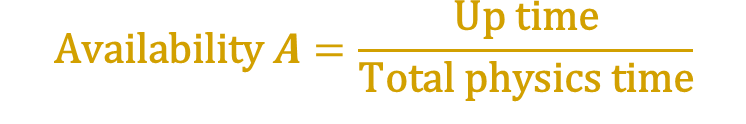 Up time
Availability A =
Total physics time